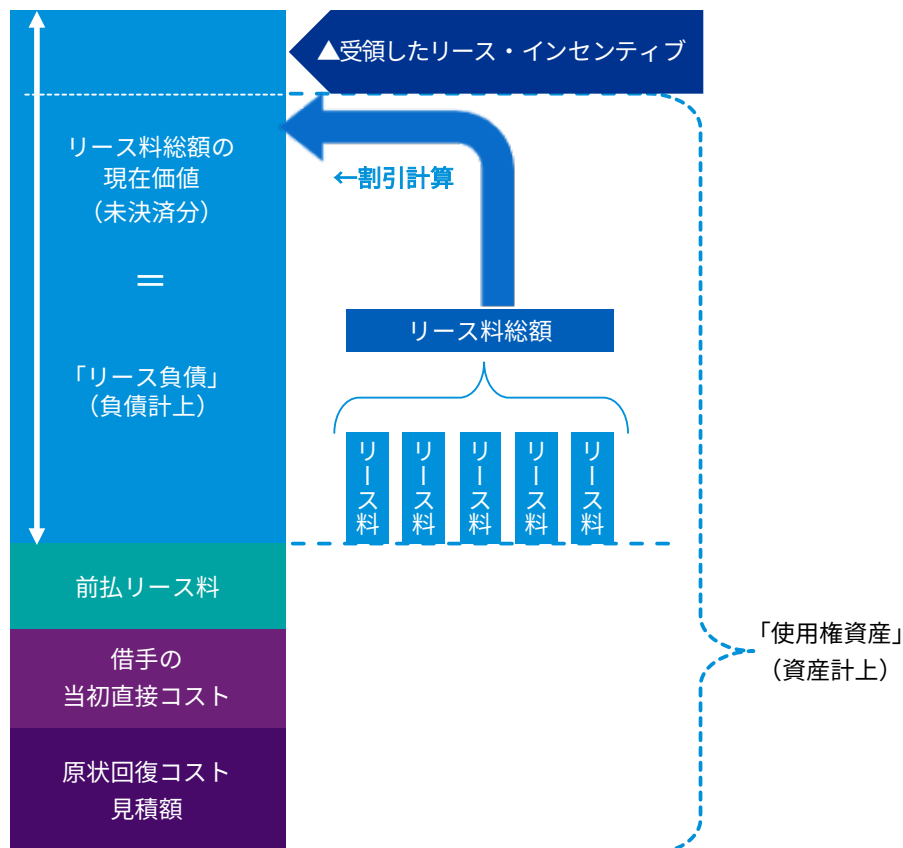 ▲受領したリース・インセンティブ
リース料総額の
現在価値
（未決済分）
＝
「リース負債」
（負債計上）
←割引計算
リース料総額
リース料
リース料
リース料
リース料
リース料
前払リース料
借手の
当初直接コスト
原状回復コスト
見積額
「使用権資産」
（資産計上）